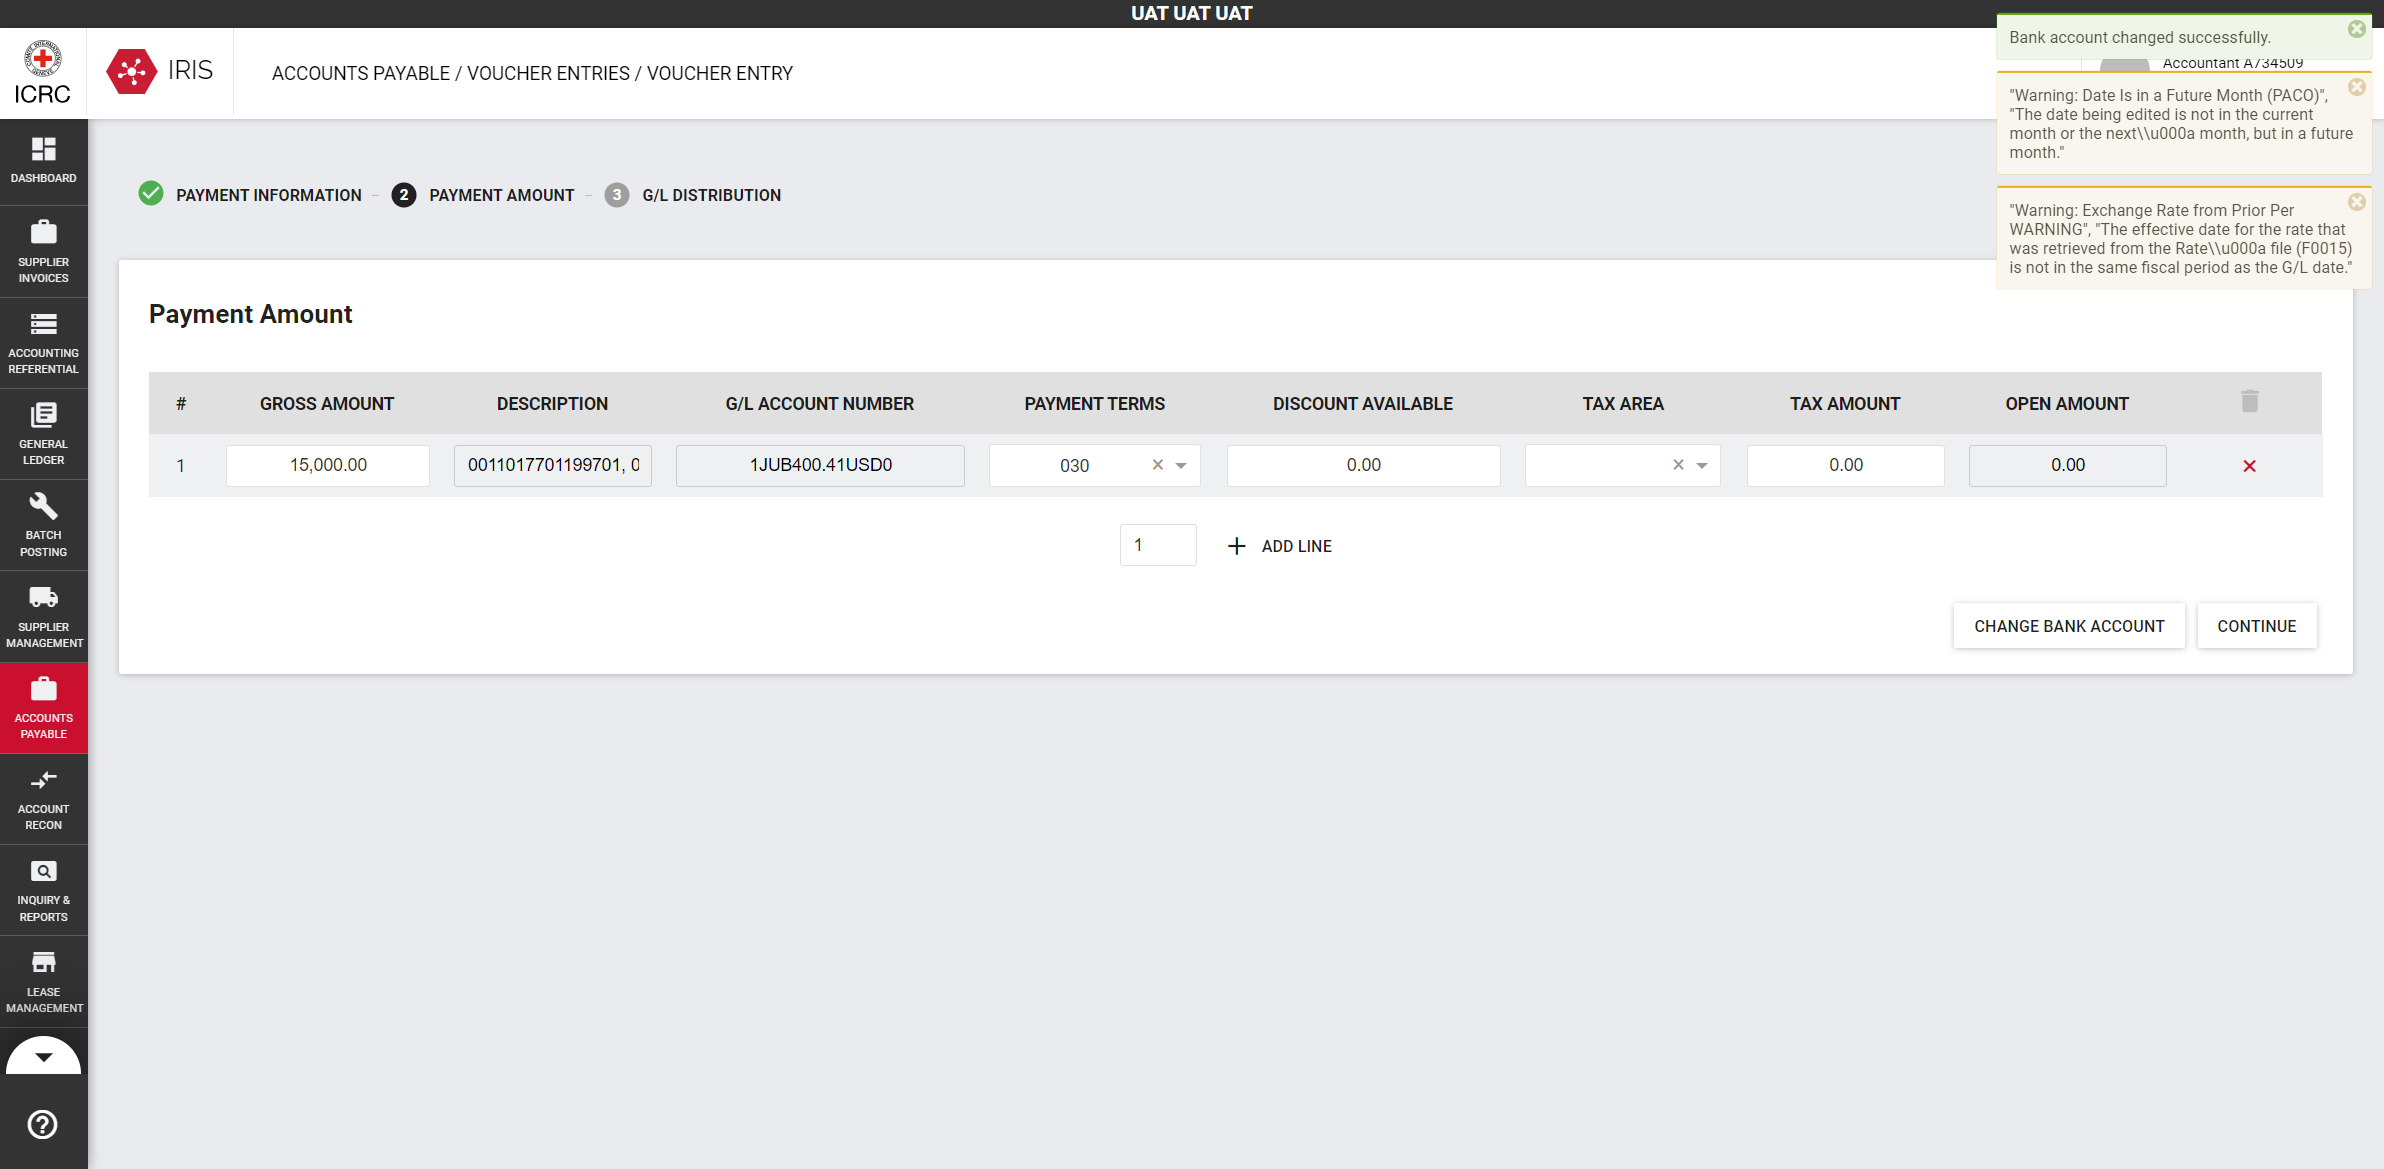 UAT UAT UAT
ICRC
IRIS
ACCOUNTS PAYABLE / VOUCHER ENTRIES / VOUCHER ENTRY
Accountant A734509
Bank account changed successfully.
"Warning: Date Is in a Future Month (PACO)",
"The date being edited is not in the current
month or the next\\u000a month, but in a future
month."
"Warning: Exchange Rate from Prior Per
WARNING", "The effective date for the rate that
was retrieved from the Rate\\u000a file (F0015)
is not in the same fiscal period as the G/L date."
DASHBOARD
SUPPLIER
INVOICES
ACCOUNTING
REFERENTIAL
GENERAL
LEDGER
BATCH
POSTING
SUPPLIER
MANAGEMENT
ACCOUNTS
PAYABLE
ACCOUNT
RECON
INQUIRY &
REPORTS
LEASE
MANAGEMENT
PAYMENT INFORMATION – 2 PAYMENT AMOUNT – 3 G/L DISTRIBUTION
Payment Amount
# GROSS AMOUNT DESCRIPTION G/L ACCOUNT NUMBER PAYMENT TERMS DISCOUNT AVAILABLE TAX AREA TAX AMOUNT OPEN AMOUNT
1 15,000.00 0011017701199701, 0 1JUB400.41USD0 030 0.00 0.00 0.00
1 + ADD LINE
CHANGE BANK ACCOUNT CONTINUE